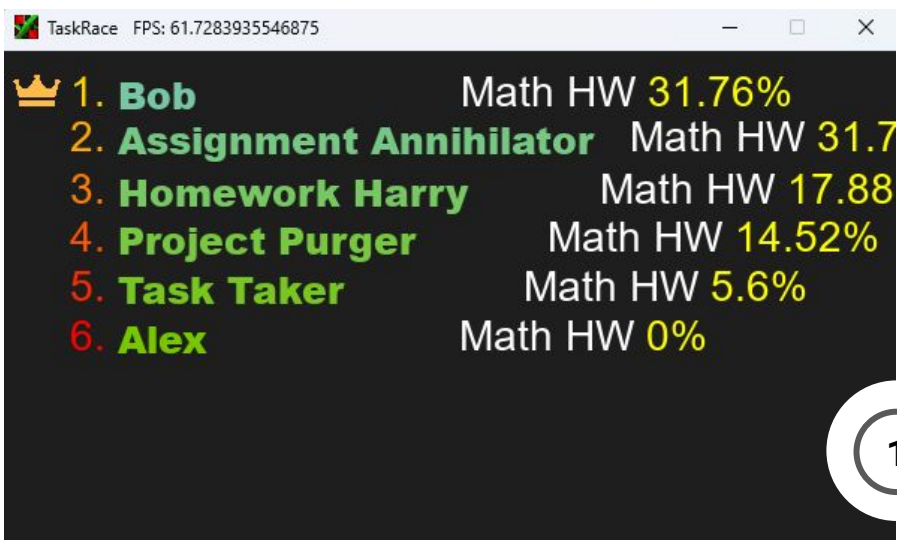 TaskRace FPS: 61.7283935546875
1. Bob Math HW 31.76%
2. Assignment Annihilator Math HW 31.7
3. Homework Harry Math HW 17.88
4. Project Purger Math HW 14.52%
5. Task Taker Math HW 5.6%
6. Alex Math HW 0%
1